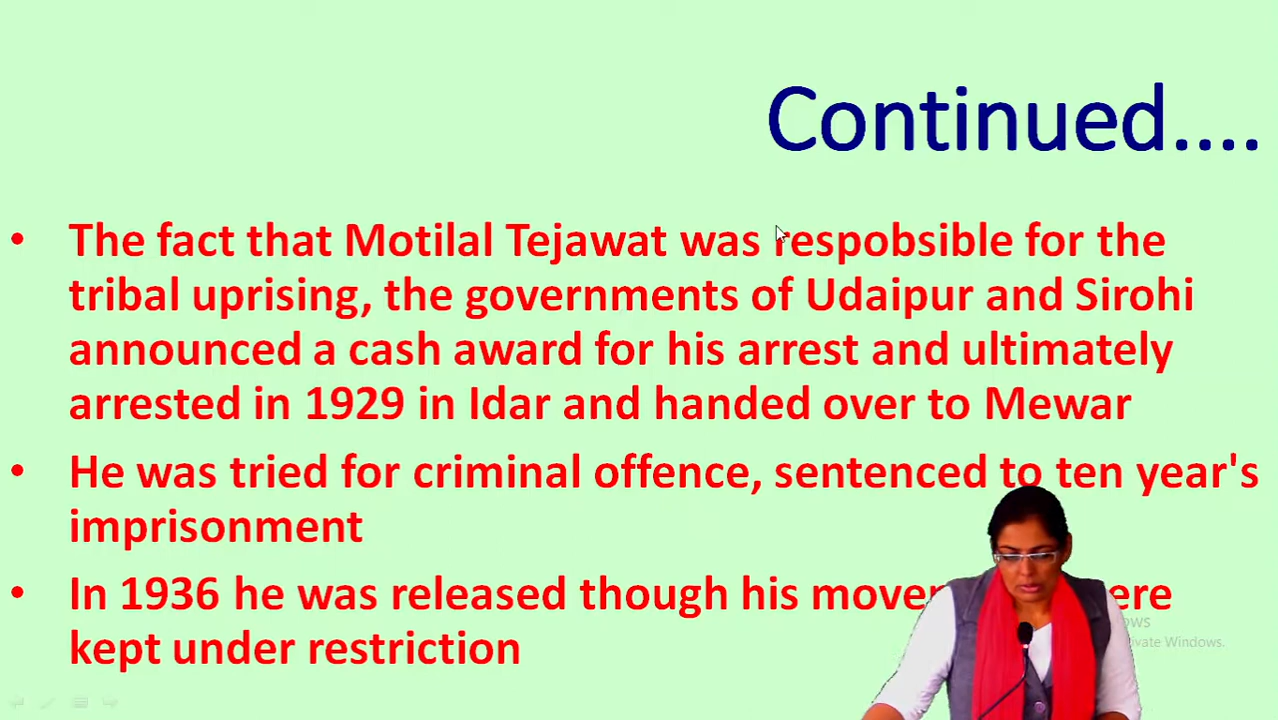 Continued....
• The fact that Motilal Tejawat was respobsible for the
tribal uprising, the governments of Udaipur and Sirohi
announced a cash award for his arrest and ultimately
arrested in 1929 in Idar and handed over to Mewar
• He was tried for criminal offence, sentenced to ten year's
imprisonment
• In 1936 he was released though his
kept under restriction
Windows.